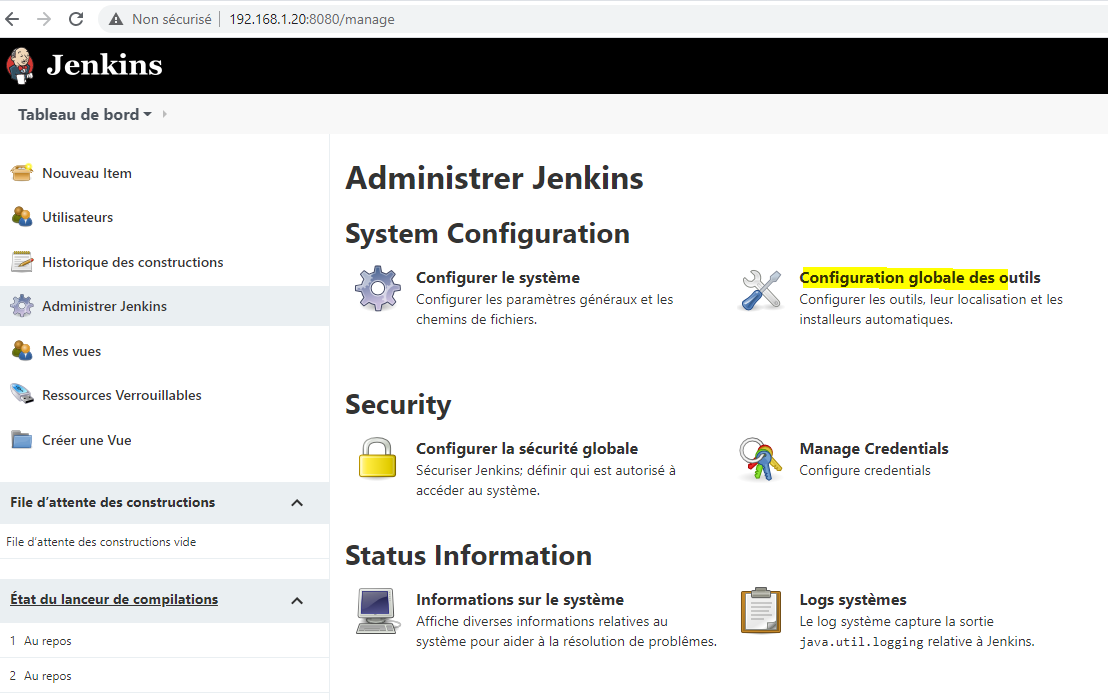 Non sécurisé
192.168.1.20:8080/manage
Jenkins
Tableau de bord
Nouveau Item
Utilisateurs
Historique des constructions
Administrer Jenkins
Mes vues
Ressources Verrouillables
Créer une Vue
File d’attente des constructions
File d’attente des constructions vide
État du lanceur de compilations
1 Au repos
2 Au repos
Administrer Jenkins
System Configuration
Configurer le système
Configurer les paramètres généraux et les
chemins de fichiers.
Configuration globale des outils
Configurer les outils, leur localisation et les
installeurs automatiques.
Security
Configurer la sécurité globale
Sécuriser Jenkins; définir qui est autorisé à
accéder au système.
Manage Credentials
Configure credentials
Status Information
Informations sur le système
Affiche diverses informations relatives au
système pour aider à la résolution de problèmes.
Logs systèmes
Le log système capture la sortie
java.util.logging relative à Jenkins.